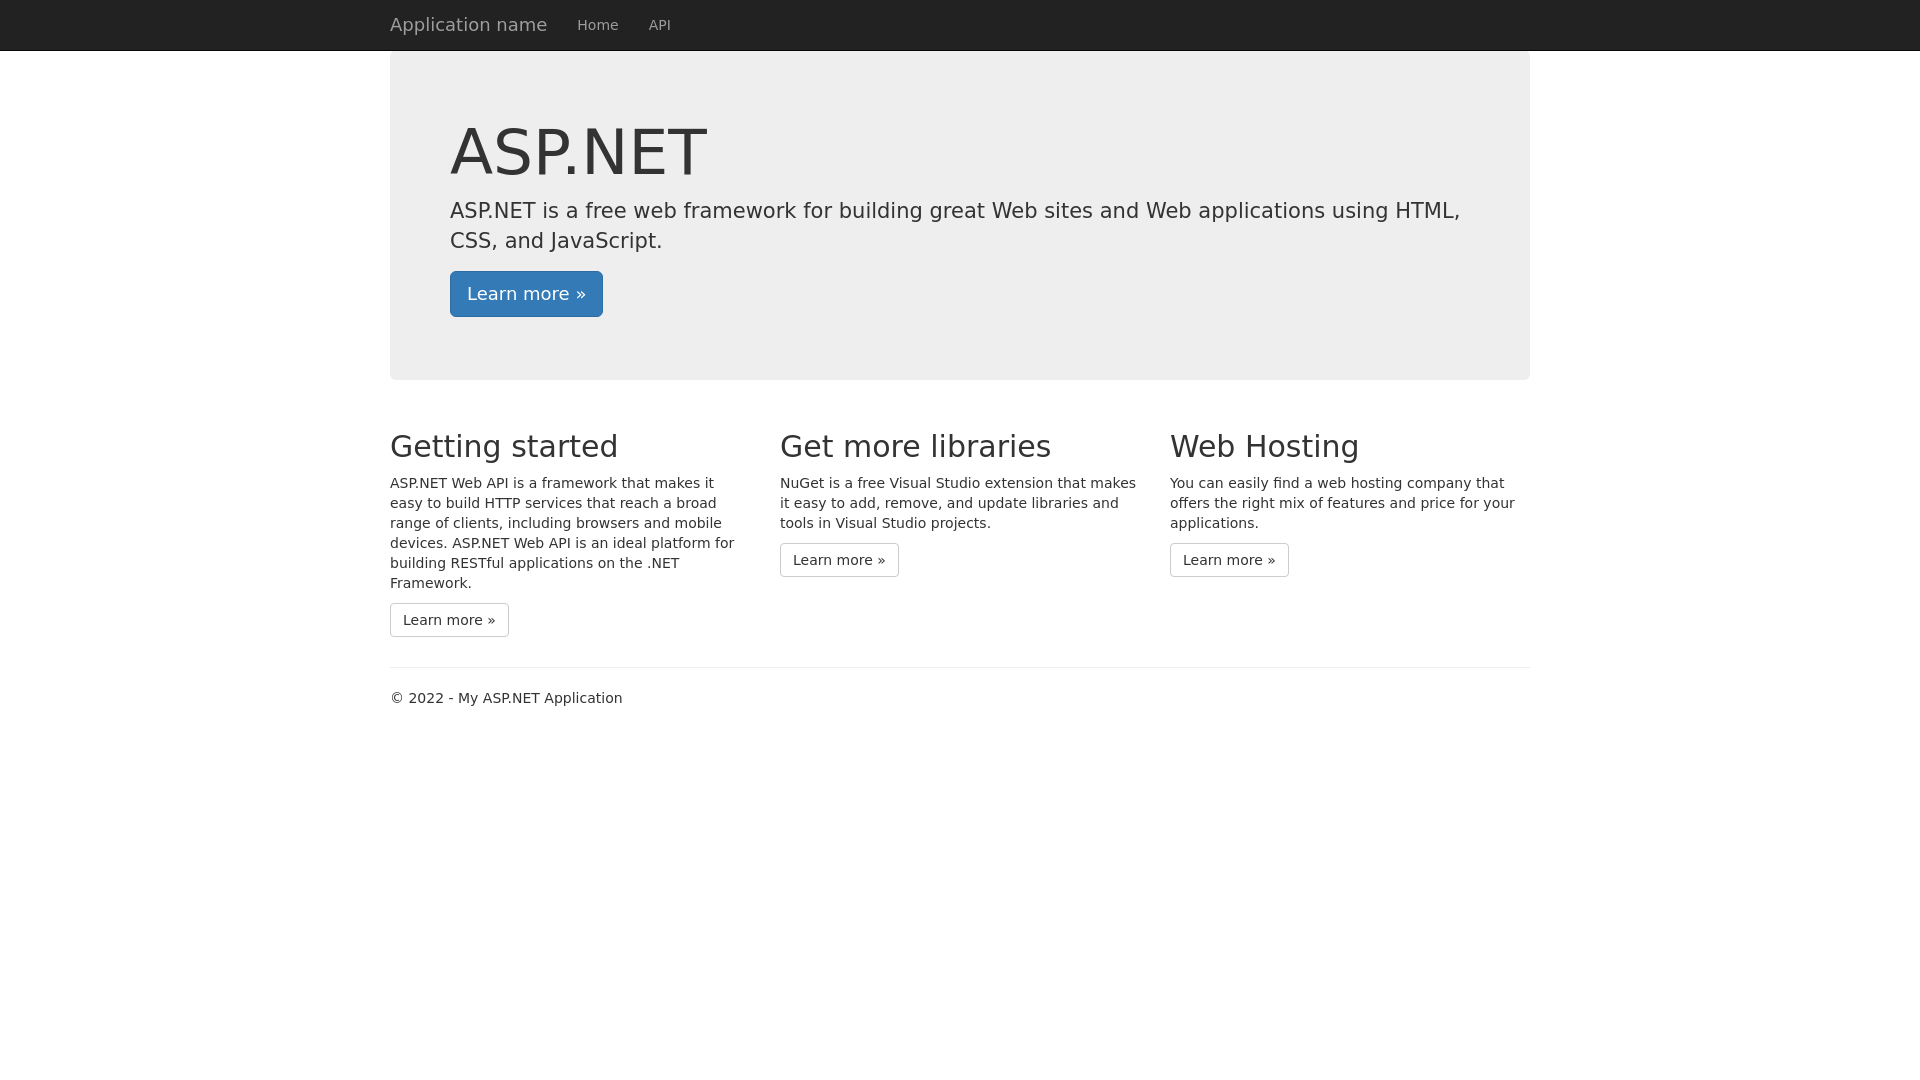 Application name
Home
API
ASP.NET
ASP.NET is a free web framework for building great Web sites and Web applications using HTML,
CSS, and JavaScript.
Learn more »
Getting started
ASP.NET Web API is a framework that makes it
easy to build HTTP services that reach a broad
range of clients, including browsers and mobile
devices. ASP.NET Web API is an ideal platform for
building RESTful applications on the .NET
Framework.
Learn more »
Get more libraries
NuGet is a free Visual Studio extension that makes
it easy to add, remove, and update libraries and
tools in Visual Studio projects.
Learn more »
Web Hosting
You can easily find a web hosting company that
offers the right mix of features and price for your
applications.
Learn more »
© 2022 - My ASP.NET Application